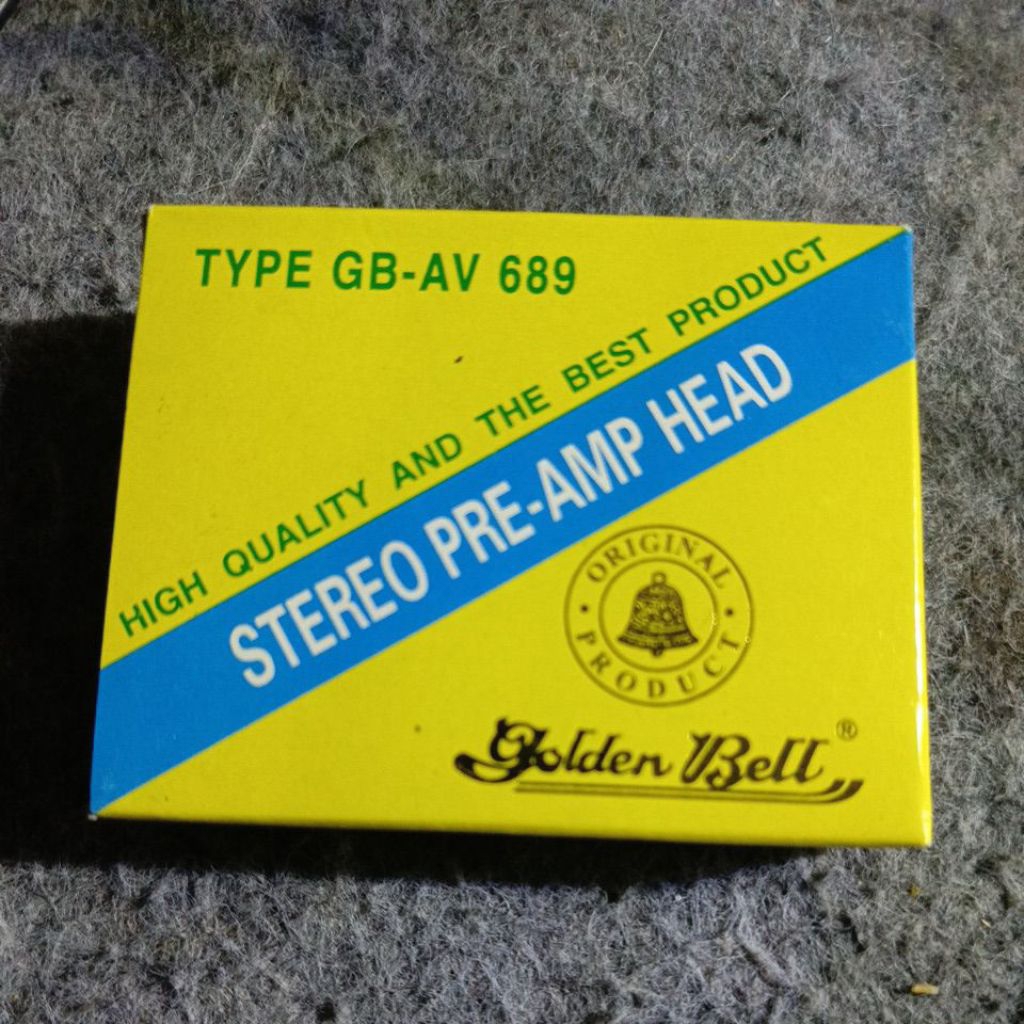 TYPE GB-AV 689
HIGH QUALITY AND THE BEST PRODUCT
STEREO PRE-AMP HEAD
ORIGINAL
PRODUCT
Golden Bell ®